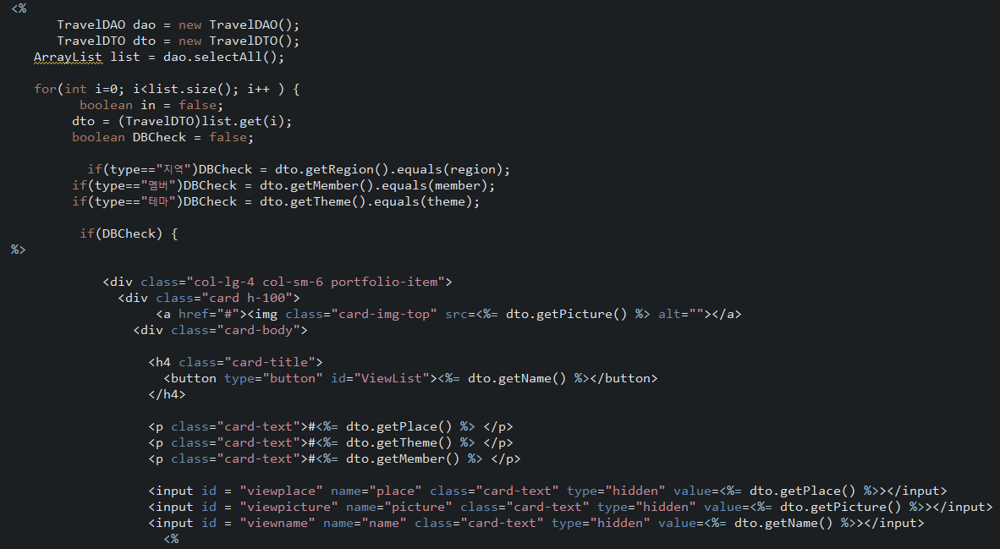 <%
TravelDAO dao = new TravelDAO();
TravelDTO dto = new TravelDTO();
ArrayList list = dao.selectAll();
for(int i=0; i<list.size(); i++ ) {
boolean in = false;
dto = (TravelDTO)list.get(i);
boolean DBCheck = false;
if(type=="지역")DBCheck = dto.getRegion().equals(region);
if(type=="멤버")DBCheck = dto.getMember().equals(member);
if(type=="테마")DBCheck = dto.getTheme().equals(theme);
if(DBCheck) {
%>
<div class="col-lg-4 col-sm-6 portfolio-item">
<div class="card h-100">
<a href="#"><img class="card-img-top" src=<%= dto.getPicture() %> alt=""></a>
<div class="card-body">
<h4 class="card-title">
<button type="button" id="ViewList"><%= dto.getName() %></button>
</h4>
<p class="card-text">#<%= dto.getPlace() %> </p>
<p class="card-text">#<%= dto.getTheme() %> </p>
<p class="card-text">#<%= dto.getMember() %> </p>
<input id = "viewplace" name="place" class="card-text" type="hidden" value=<%= dto.getPlace() %>></input>
<input id = "viewpicture" name="picture" class="card-text" type="hidden" value=<%= dto.getPicture() %>></input>
<input id = "viewname" name="name" class="card-text" type="hidden" value=<%= dto.getName() %>></input>
<%